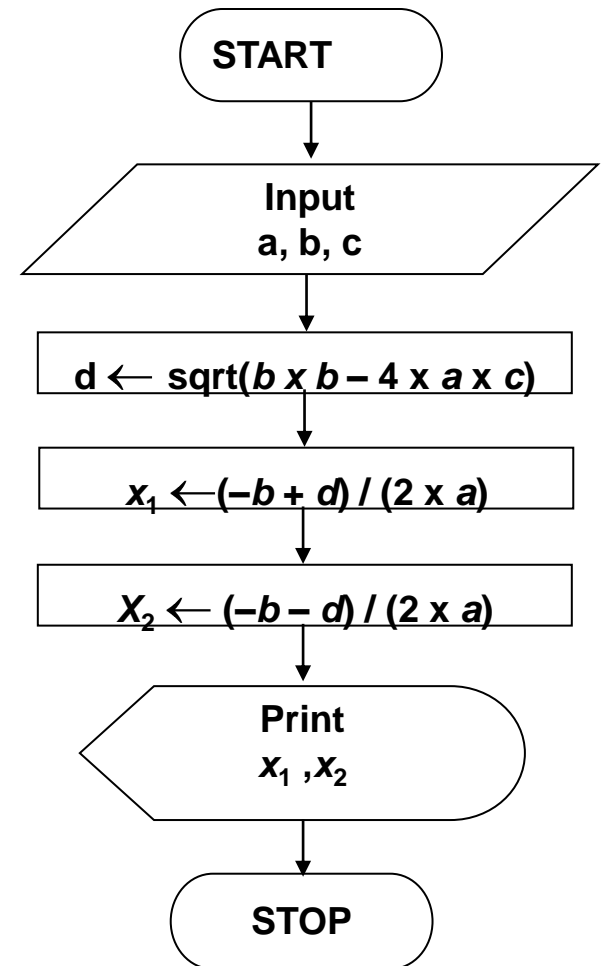 START
Input
a, b, c
d ← sqrt(b x b – 4 x a x c)
x₁ ←(–b + d) / (2 x a)
X₂ ← (–b – d) / (2 x a)
Print
x₁ ,x₂
STOP